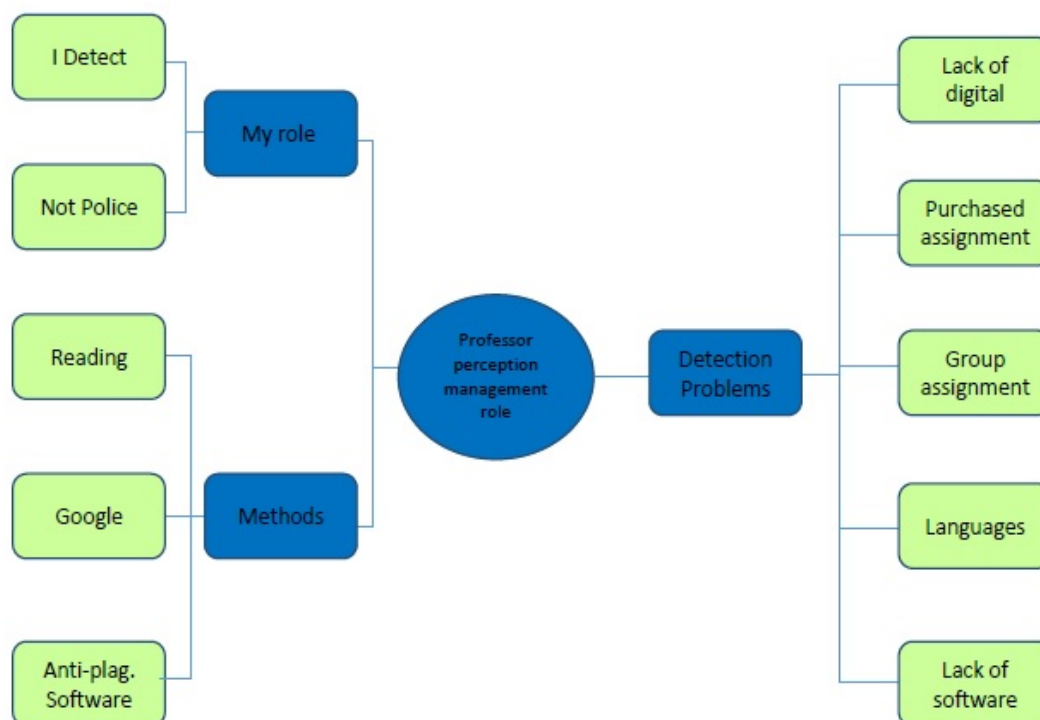 I Detect
My role
Not Police
Reading
Google
Methods
Anti-plag.
Software
Professor
perception
management
role
Detection
Problems
Lack of
digital
Purchased
assignment
Group
assignment
Languages
Lack of
software